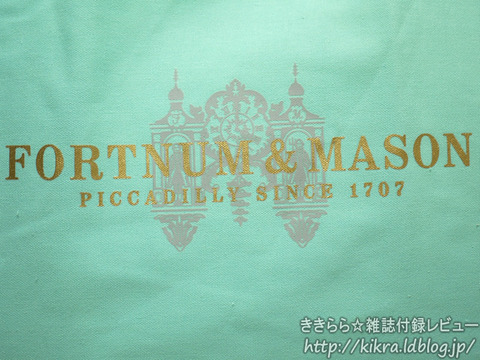 FORTNUM & MASON
PICCADILLY SINCE 1707
ききらら☆雑誌付録レビュー
http://kikra.ldblog.jp/